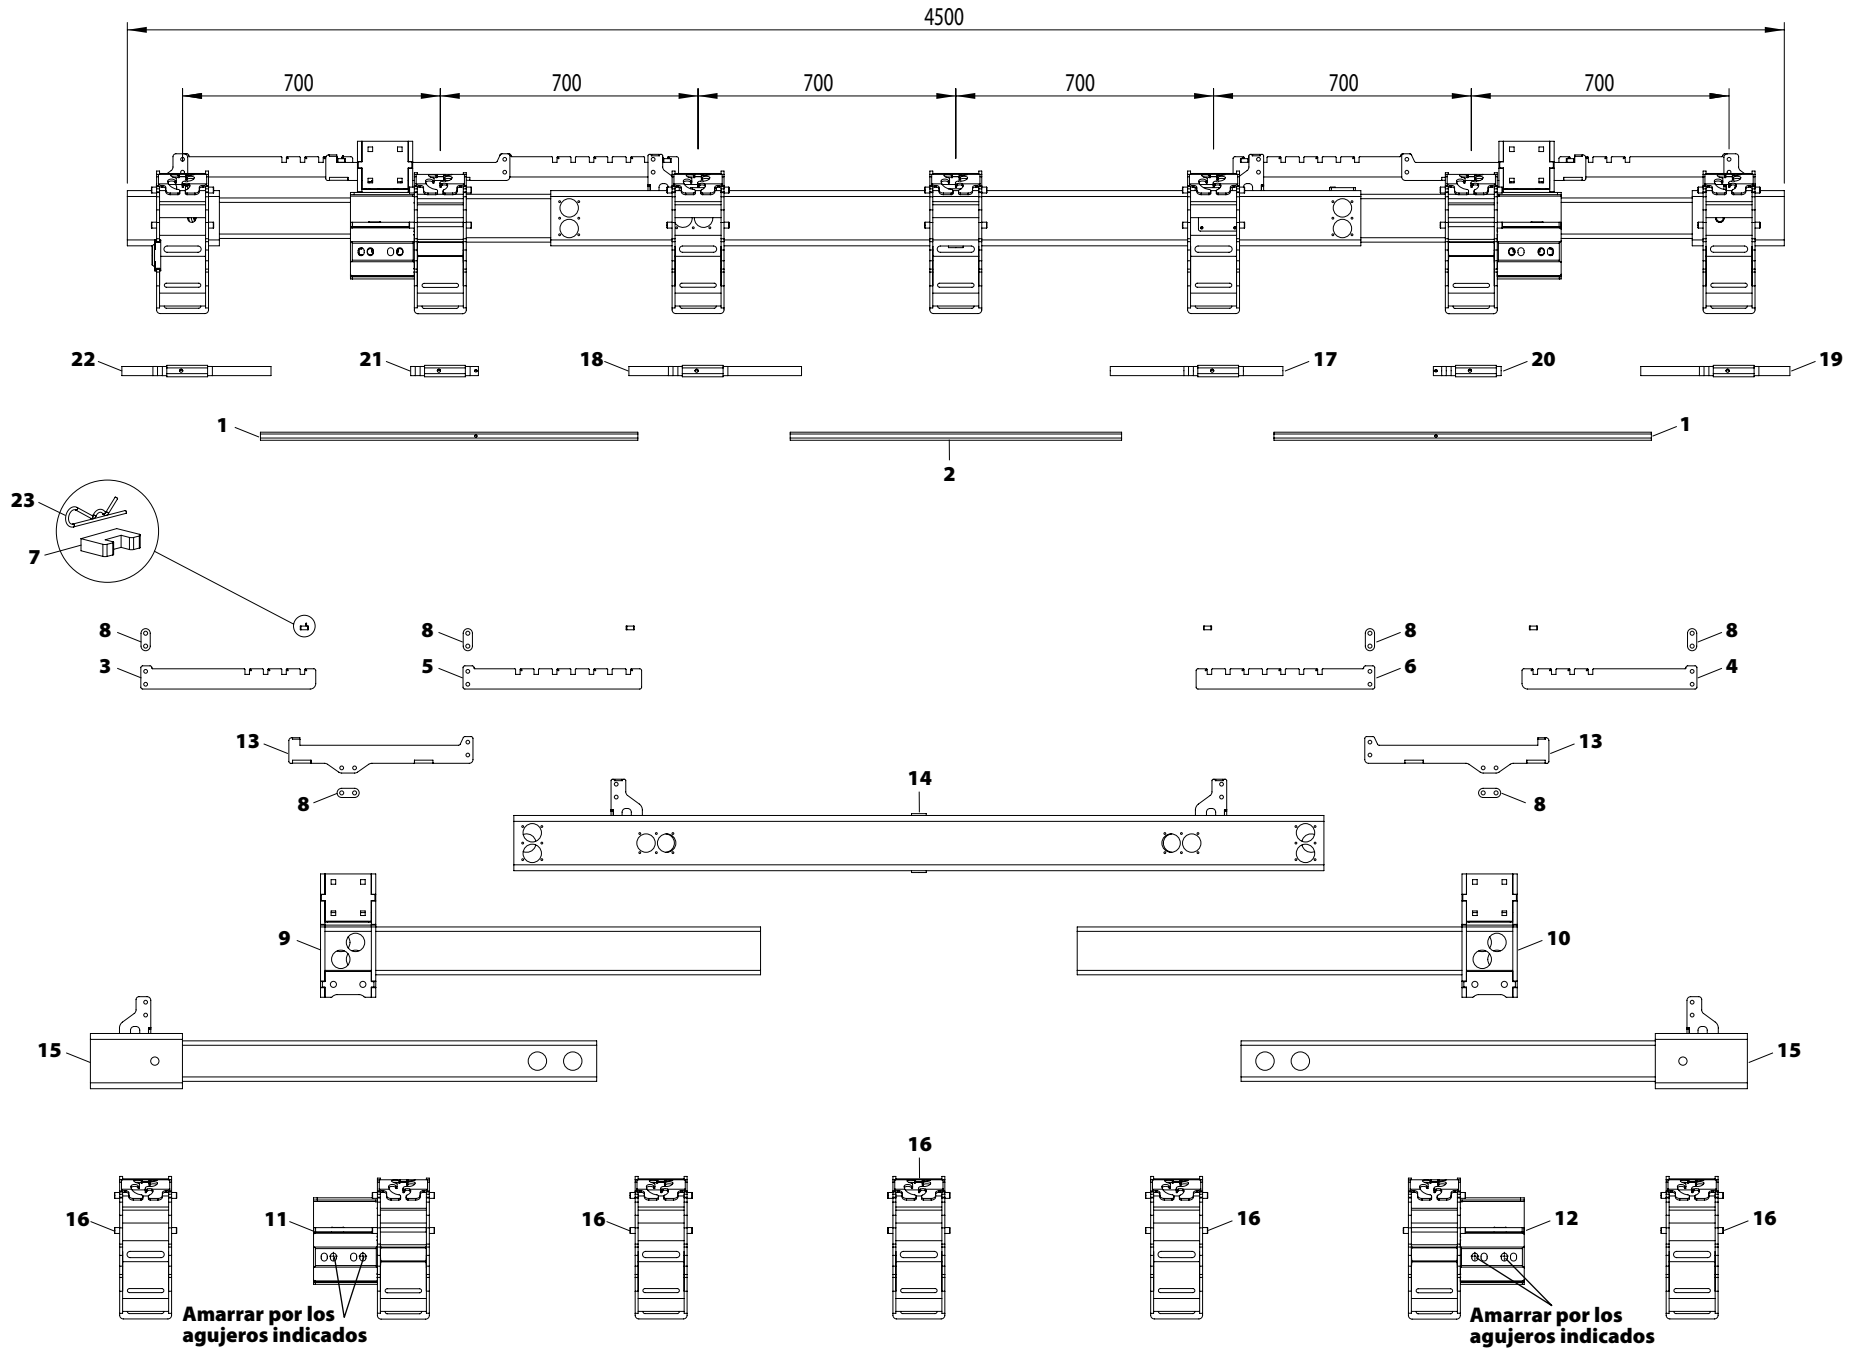 4500
700 700 700 700 700 700
22 21 18 17 20 19
1 1
2
23
7
8 8 8 8
3 5 6 4
13 13
14
8 8
9 10
15 15
16
16 11 16 16 12 16
Amarrar por los
agujeros indicados
Amarrar por los
agujeros indicados